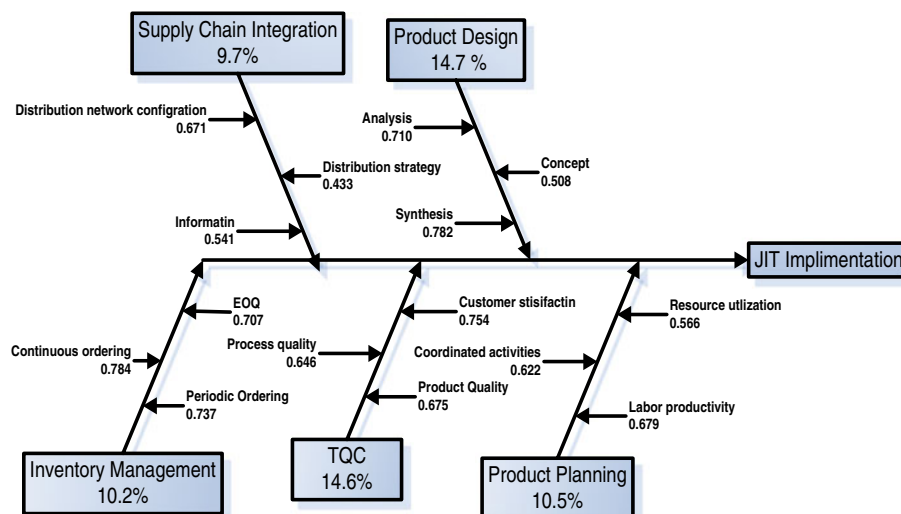 Supply Chain Integration
9.7%
Product Design
14.7 %
Distribution network configration
0.671
Analysis
0.710
Distribution strategy
0.433
Concept
0.508
Informatin
0.541
Synthesis
0.782
JIT Implimentation
EOQ
0.707
Customer stisifactin
0.754
Resource utlization
0.566
Process quality
0.646
Continuous ordering
0.784
Coordinated activities
0.622
Periodic Ordering
0.737
Product Quality
0.675
Labor productivity
0.679
Inventory Management
10.2%
TQC
14.6%
Product Planning
10.5%